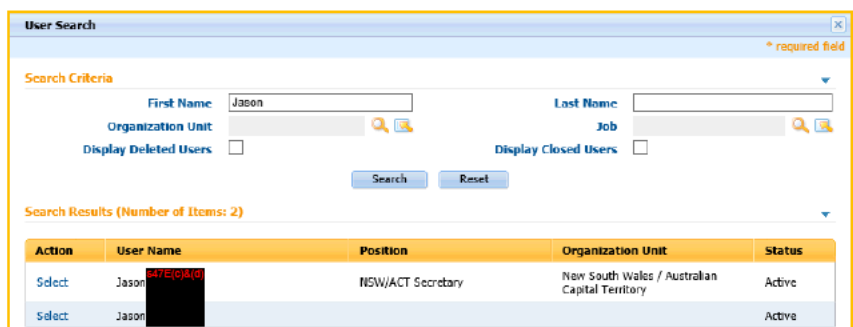 User Search
* required field
Search Criteria
First Name Jason Last Name
Organization Unit Job
Display Deleted Users Display Closed Users
Search Reset
Search Results (Number of Items: 2)
Action User Name Position Organization Unit Status
Select Jason s47E(c)&(d) NSW/ACT Secretary New South Wales / Australian Capital Territory Active
Select Jason Active